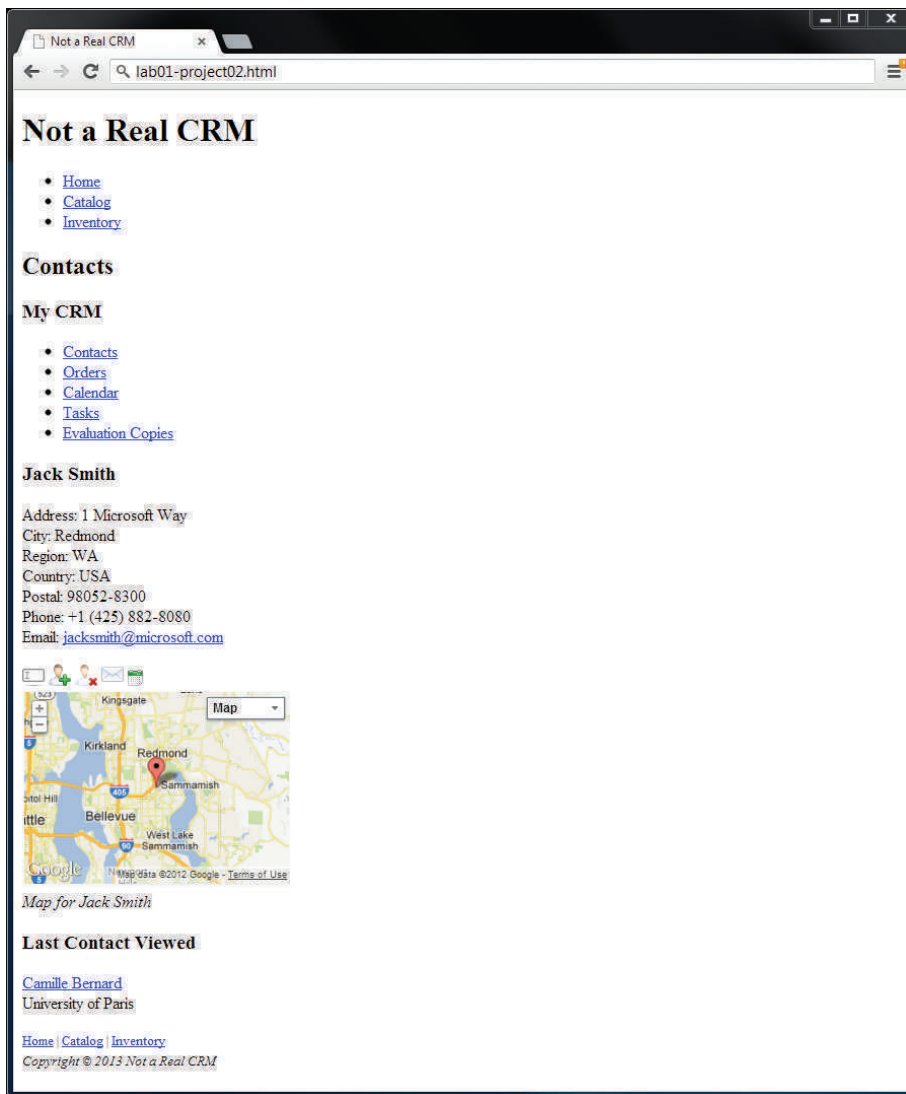 Not a Real CRM
lab01-project02.html
Not a Real CRM
Home
Catalog
Inventory
Contacts
My CRM
Contacts
Orders
Calendar
Tasks
Evaluation Copies
Jack Smith
Address: 1 Microsoft Way
City: Redmond
Region: WA
Country: USA
Postal: 98052-8300
Phone: +1 (425) 882-8080
Email: jacksmith@microsoft.com
Kingsgate
Map
Kirkland
Redmond
405
Sammamish
Bellevue
West Lake
90
Sammamish
Google
Map data ©2012 Google - Terms of Use
Map for Jack Smith
Last Contact Viewed
Camille Bernard
University of Paris
Home | Catalog | Inventory
Copyright © 2013 Not a Real CRM